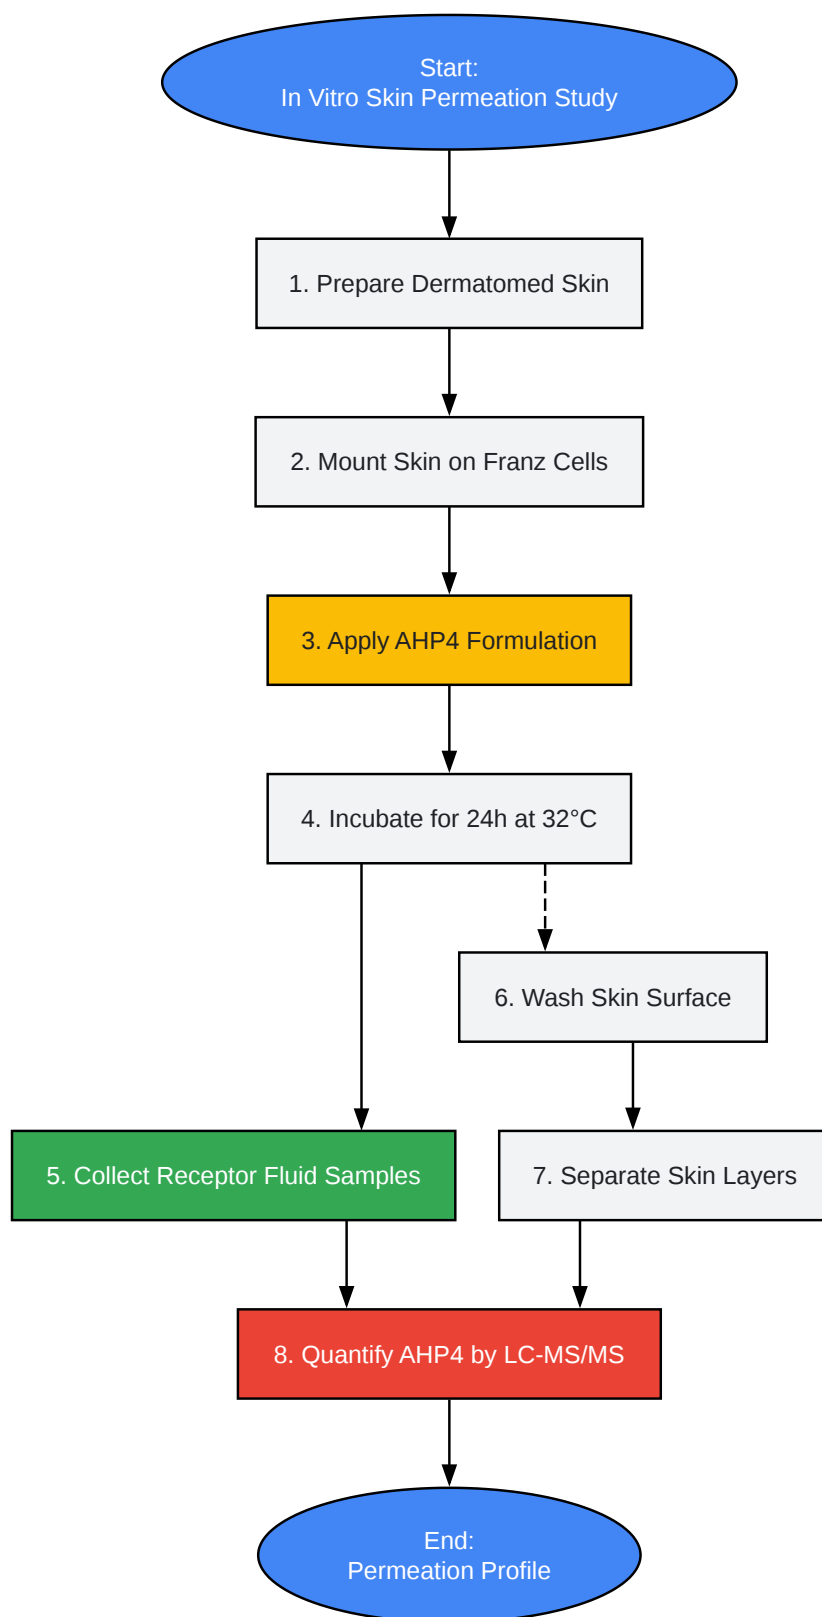 Start:
In Vitro Skin Permeation Study
1. Prepare Dermatomed Skin
2. Mount Skin on Franz Cells
3. Apply AHP4 Formulation
4. Incubate for 24h at 32°C
6. Wash Skin Surface
5. Collect Receptor Fluid Samples
7. Separate Skin Layers
8. Quantify AHP4 by LC-MS/MS
End:
Permeation Profile